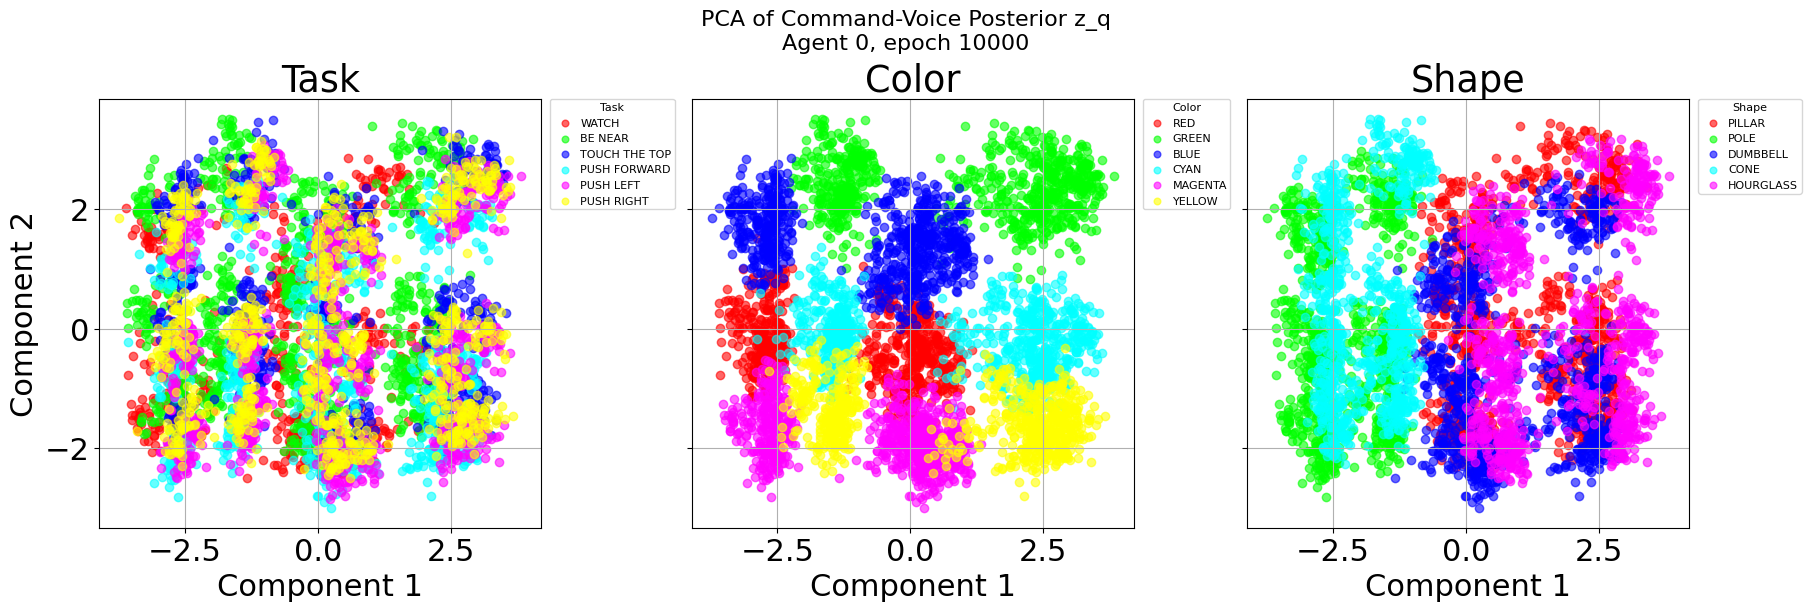 PCA of Command-Voice Posterior z_q
Agent 0, epoch 10000
Task
Component 2
2
0
−2
−2.5
0.0
2.5
Component 1
Task
WATCH
BE NEAR
TOUCH THE TOP
PUSH FORWARD
PUSH LEFT
PUSH RIGHT
Color
−2.5
0.0
2.5
Component 1
Color
RED
GREEN
BLUE
CYAN
MAGENTA
YELLOW
Shape
−2.5
0.0
2.5
Component 1
Shape
PILLAR
POLE
DUMBBELL
CONE
HOURGLASS